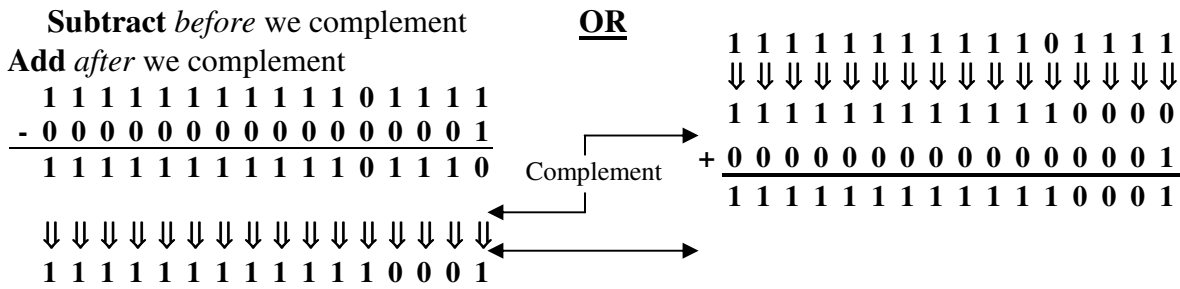 Subtract before we complement
Add after we complement
1 1 1 1 1 1 1 1 1 1 1 0 1 1 1 1
- 0 0 0 0 0 0 0 0 0 0 0 0 0 0 0 1
1 1 1 1 1 1 1 1 1 1 1 0 1 1 1 0
⇓ ⇓ ⇓ ⇓ ⇓ ⇓ ⇓ ⇓ ⇓ ⇓ ⇓ ⇓ ⇓ ⇓ ⇓ ⇓
1 1 1 1 1 1 1 1 1 1 1 1 0 0 0 1
OR
Complement
1 1 1 1 1 1 1 1 1 1 1 0 1 1 1 1
⇓ ⇓ ⇓ ⇓ ⇓ ⇓ ⇓ ⇓ ⇓ ⇓ ⇓ ⇓ ⇓ ⇓ ⇓ ⇓
1 1 1 1 1 1 1 1 1 1 1 1 0 0 0 0
+ 0 0 0 0 0 0 0 0 0 0 0 0 0 0 0 1
1 1 1 1 1 1 1 1 1 1 1 1 0 0 0 1